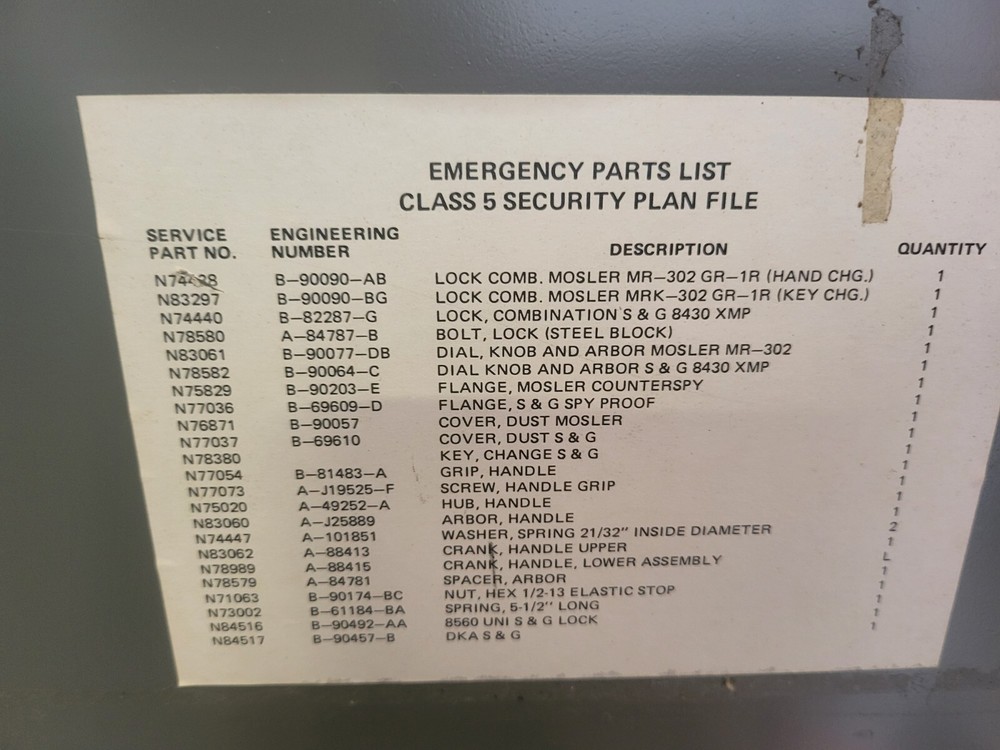 EMERGENCY PARTS LIST
CLASS 5 SECURITY PLAN FILE
SERVICE PART NO. ENGINEERING NUMBER DESCRIPTION QUANTITY
B-90090-AB LOCK COMB. MOSLER MR-302 GR-1R (HAND CHG.) 1
N83297 B-90090-BG LOCK COMB. MOSLER MRK-302 GR-1R (KEY CHG.) 1
N74440 B-82287-G LOCK, COMBINATION S & G 8430 XMP 1
N78580 A-84787-B BOLT, LOCK (STEEL BLOCK) 1
N83061 B-90077-DB DIAL, KNOB AND ARBOR MOSLER MR-302 1
N78582 B-90064-C DIAL KNOB AND ARBOR S & G 8430 XMP 1
N75829 B-90203-E FLANGE, MOSLER COUNTERSPY 1
N77036 B-69609-D FLANGE, S & G SPY PROOF 1
N76871 B-90057 COVER, DUST MOSLER 1
N77037 B-69610 COVER, DUST S & G 1
N78380 KEY, CHANGE S & G 1
N77054 B-81483-A GRIP, HANDLE 1
N77073 A-J19525-F SCREW, HANDLE GRIP 1
N75020 A-49252-A HUB, HANDLE 1
N83060 A-J25889 ARBOR, HANDLE 1
N74447 A-101851 WASHER, SPRING 21/32" INSIDE DIAMETER 2
N83062 A-88413 CRANK, HANDLE UPPER 1
N78989 A-88415 CRANK, HANDLE, LOWER ASSEMBLY L
N78579 A-84781 SPACER, ARBOR 1
N71063 B-90174-BC NUT, HEX 1/2-13 ELASTIC STOP 1
N73002 B-61184-BA SPRING, 5-1/2" LONG 1
N84516 B-90492-AA 8560 UNI S & G LOCK 1
N84517 B-90457-B DKA S & G 1